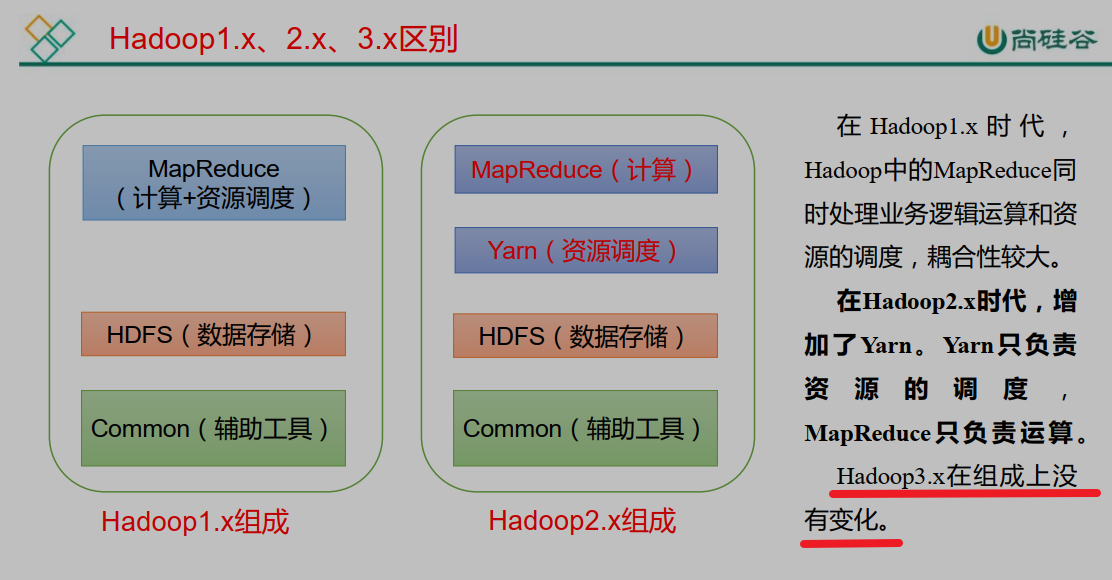 Hadoop1.x、2.x、3.x区别
尚硅谷
MapReduce
（计算+资源调度）
HDFS（数据存储）
Common（辅助工具）
Hadoop1.x组成
MapReduce（计算）
Yarn（资源调度）
HDFS（数据存储）
Common（辅助工具）
Hadoop2.x组成
在Hadoop1.x时代，
Hadoop中的MapReduce同
时处理业务逻辑运算和资
源的调度，耦合性较大。
在Hadoop2.x时代，增
加了Yarn。Yarn只负责
资源的调度，
MapReduce只负责运算。
Hadoop3.x在组成上没
有变化。